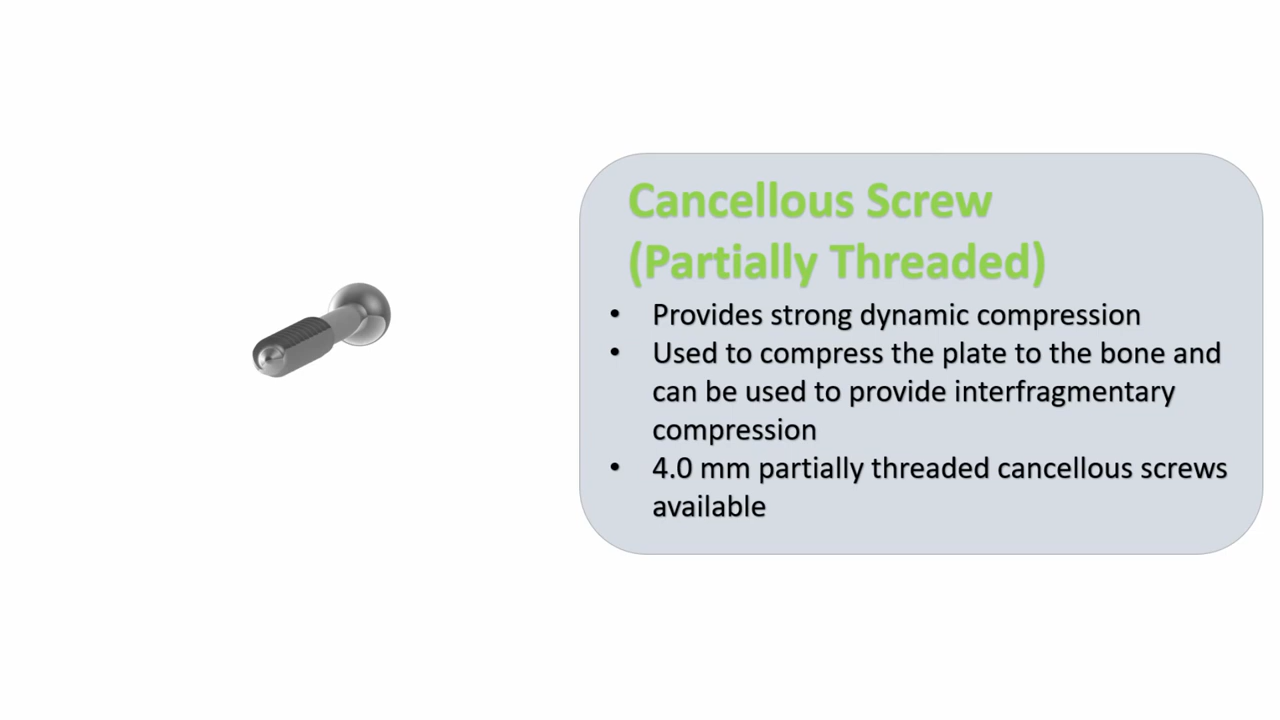 Cancellous Screw
(Partially Threaded)
• Provides strong dynamic compression
• Used to compress the plate to the bone and
can be used to provide interfragmentary
compression
• 4.0 mm partially threaded cancellous screws
available